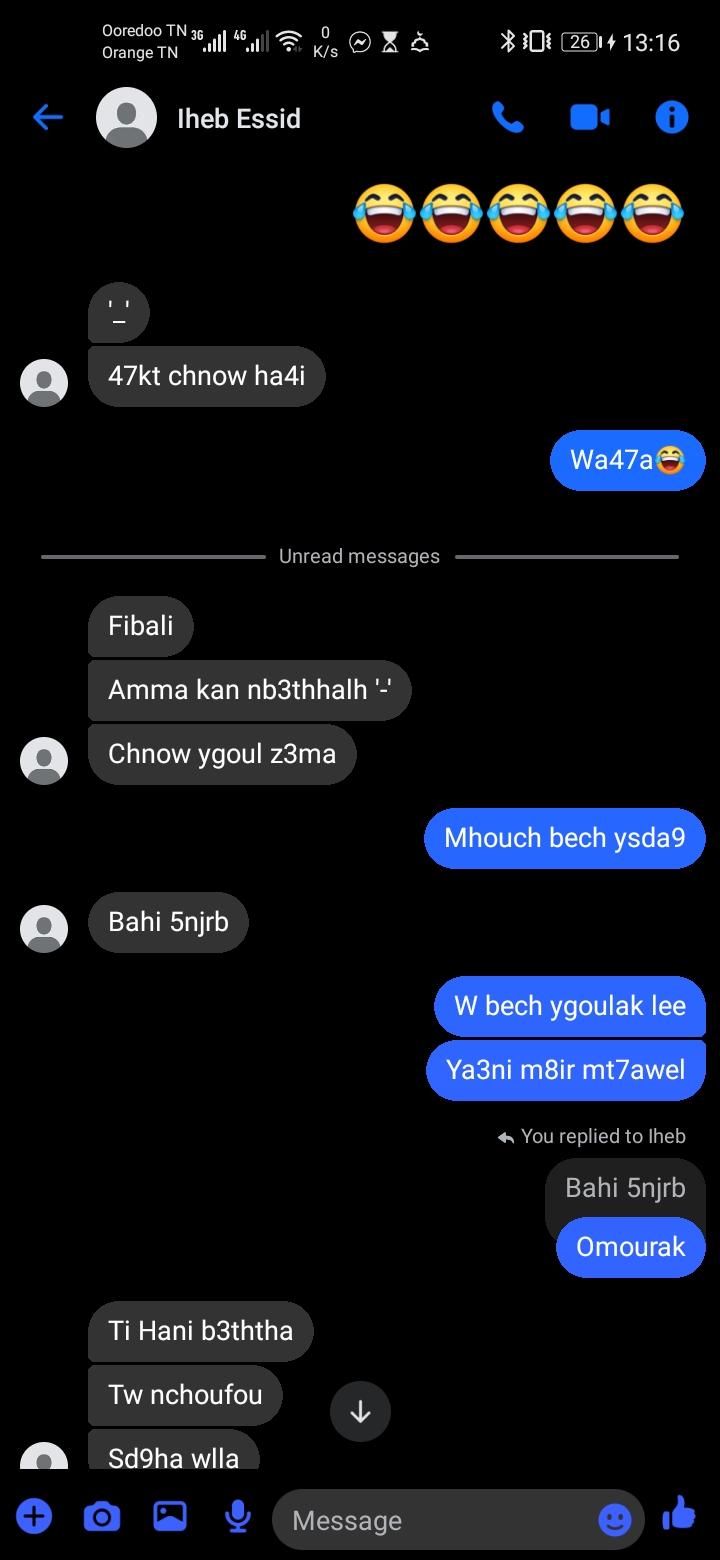 Ooredoo TN 3G 4G 0 26 13:16
Orange TN K/s
Iheb Essid
😂😂😂😂😂
'_'
47kt chnow ha4i
Wa47a😂
Unread messages
Fibali
Amma kan nb3thhalh '-'
Chnow ygoul z3ma
Mhouch bech ysda9
Bahi 5njrb
W bech ygoulak lee
Ya3ni m8ir mt7awel
You replied to Iheb
Bahi 5njrb
Omourak
Ti Hani b3ththa
Tw nchoufou
Sd9ha wlla
Message